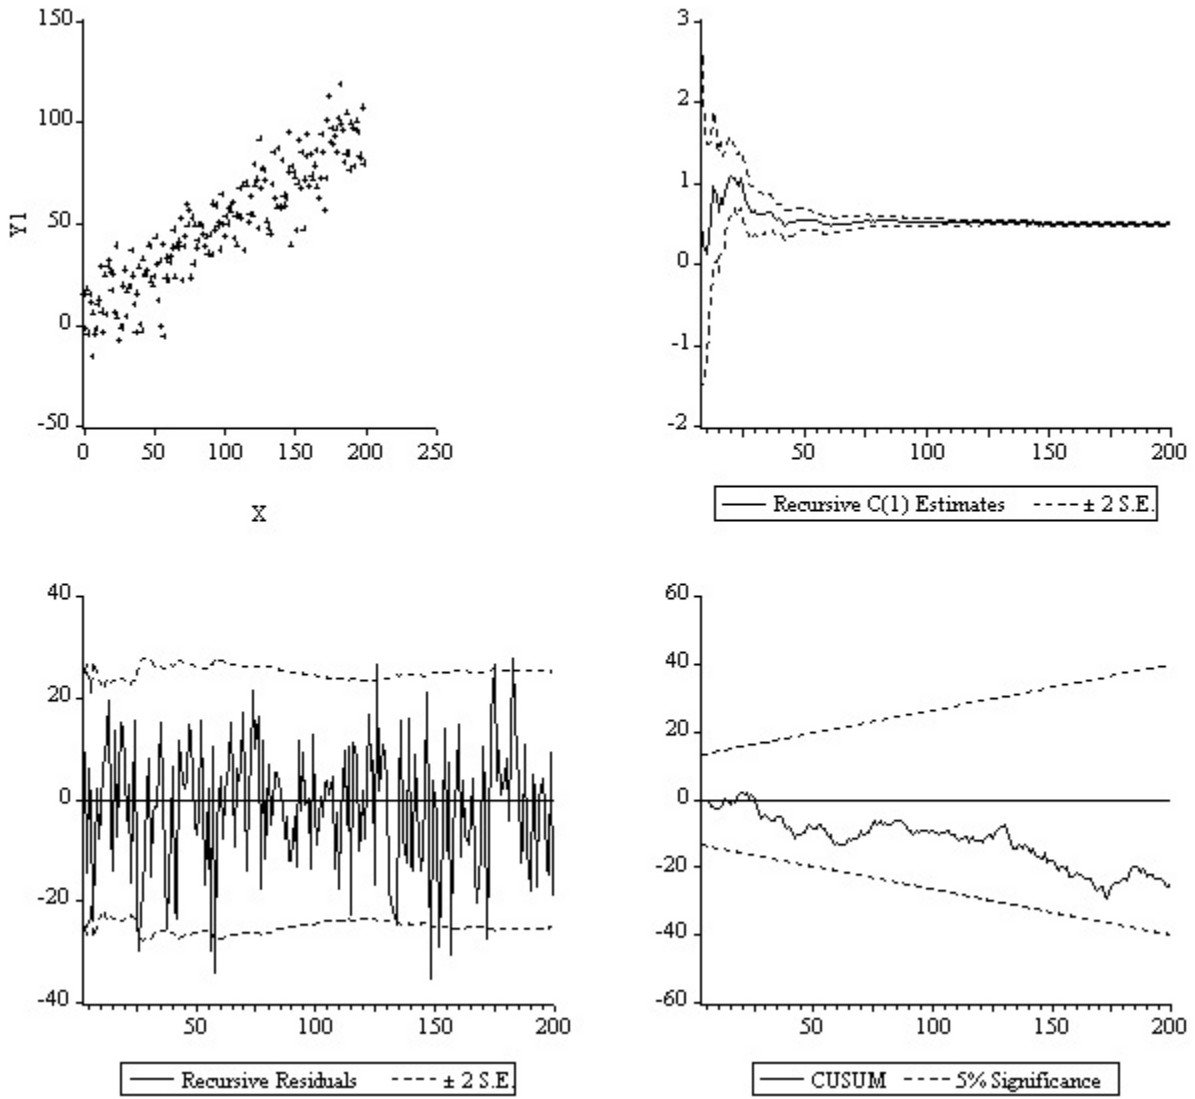 150
100
50
0
-50
Y1
0 50 100 150 200 250
X
3
2
1
0
-1
-2
50 100 150 200
Recursive C(1) Estimates ± 2 S.E.
40
20
0
-20
-40
50 100 150 200
Recursive Residuals ± 2 S.E.
60
40
20
0
-20
-40
-60
50 100 150 200
CUSUM 5% Significance